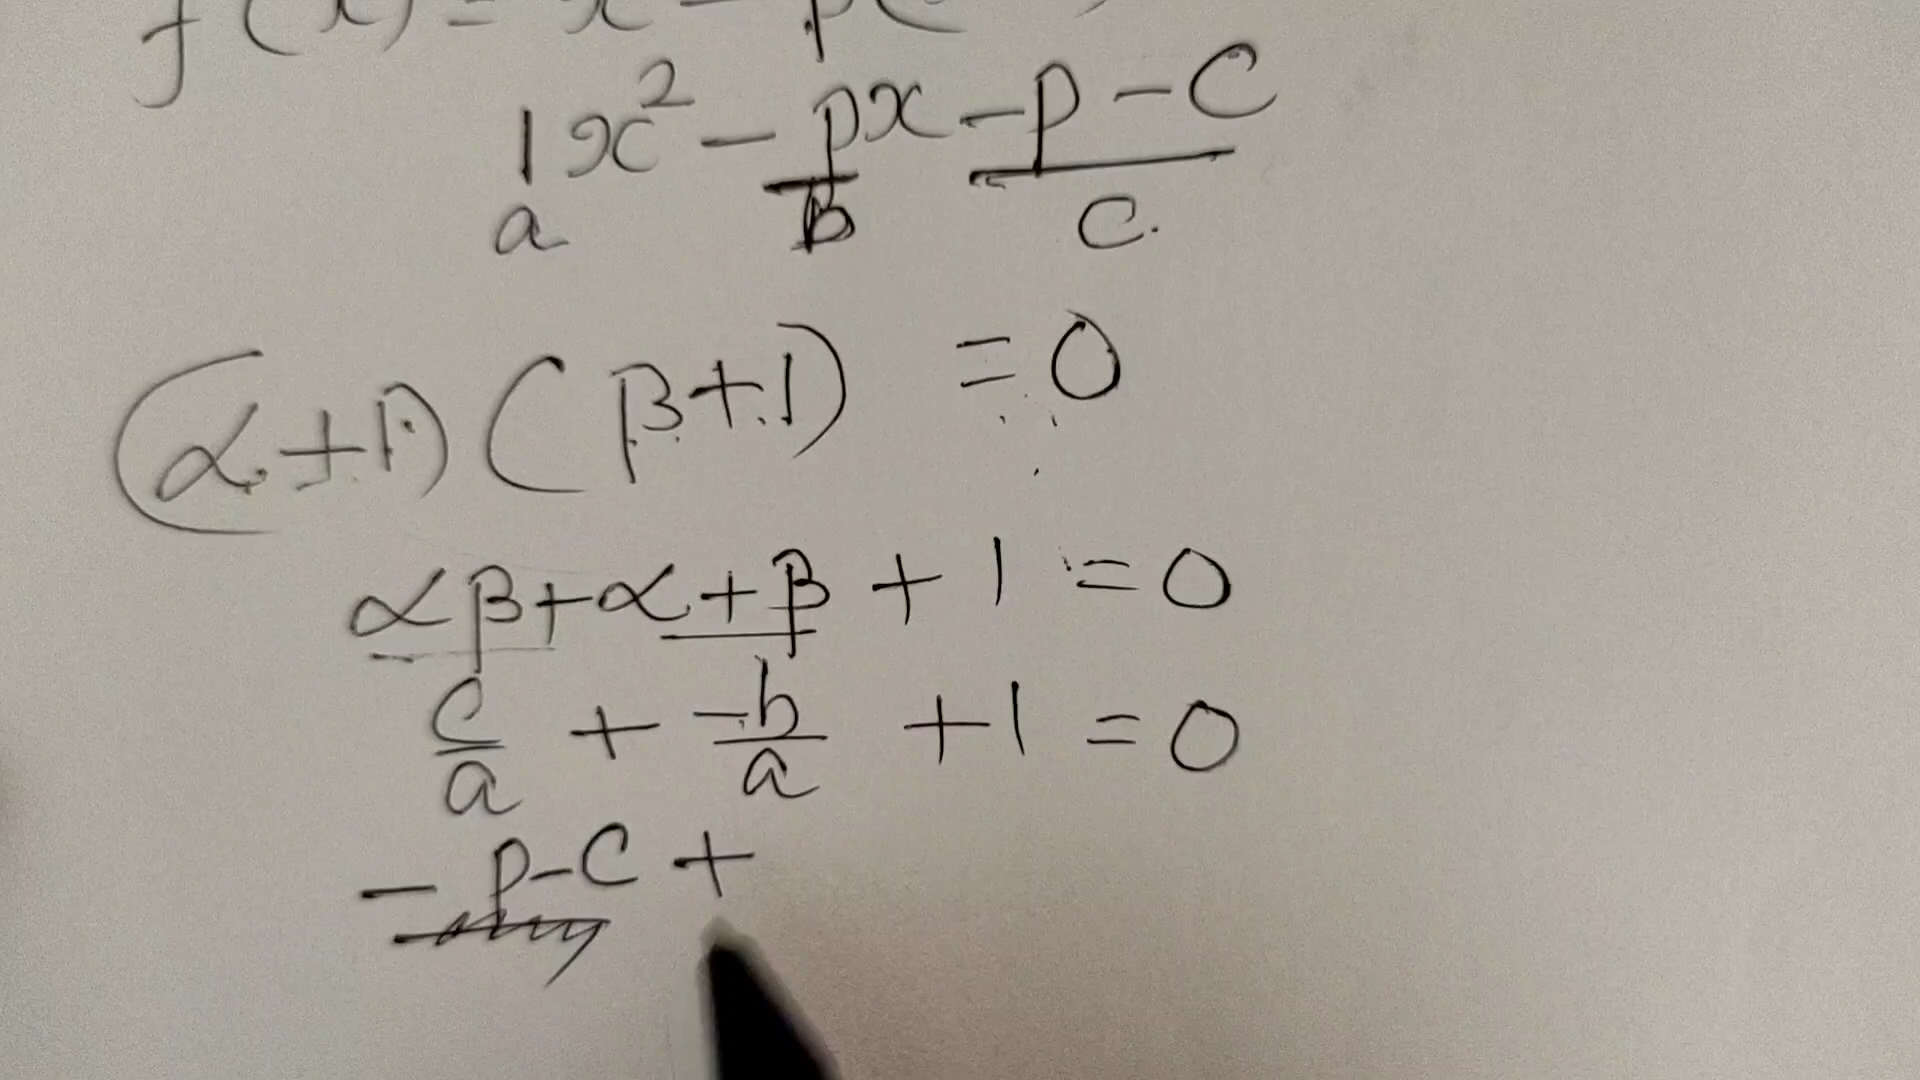 f(x) = x - p(
1x² - px - p - C
a b c.
(α+1)(β+1) = 0
αβ+α+β+1 = 0
c/a + -b/a + 1 = 0
- p-C +